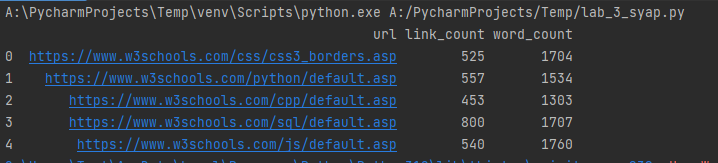 A:\PycharmProjects\Temp\venv\Scripts\python.exe A:/PycharmProjects/Temp/lab_3_syap.py
url link_count word_count
0 https://www.w3schools.com/css/css3_borders.asp 525 1704
1 https://www.w3schools.com/python/default.asp 557 1534
2 https://www.w3schools.com/cpp/default.asp 453 1303
3 https://www.w3schools.com/sql/default.asp 800 1707
4 https://www.w3schools.com/js/default.asp 540 1760